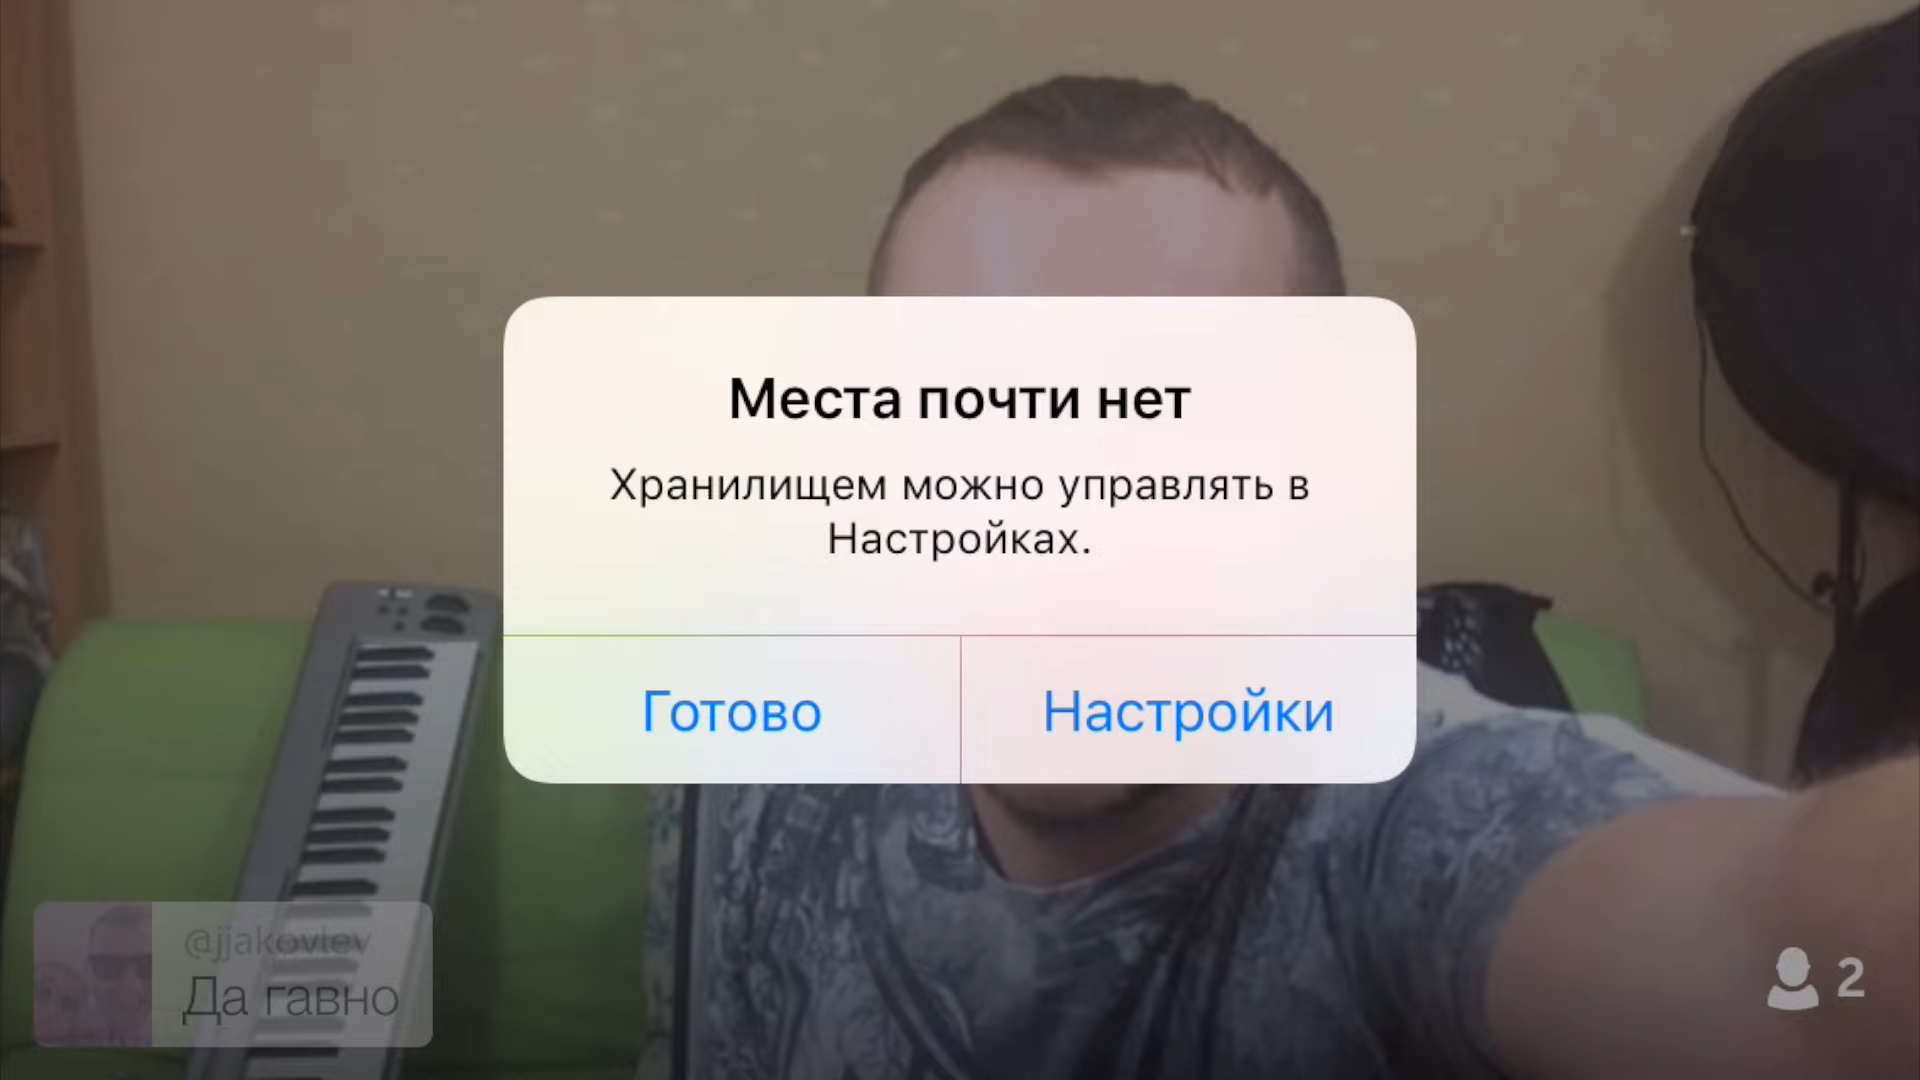 Места почти нет
Хранилищем можно управлять в
Настройках.
Готово
Настройки
@jjakovlev
Да гавно
2